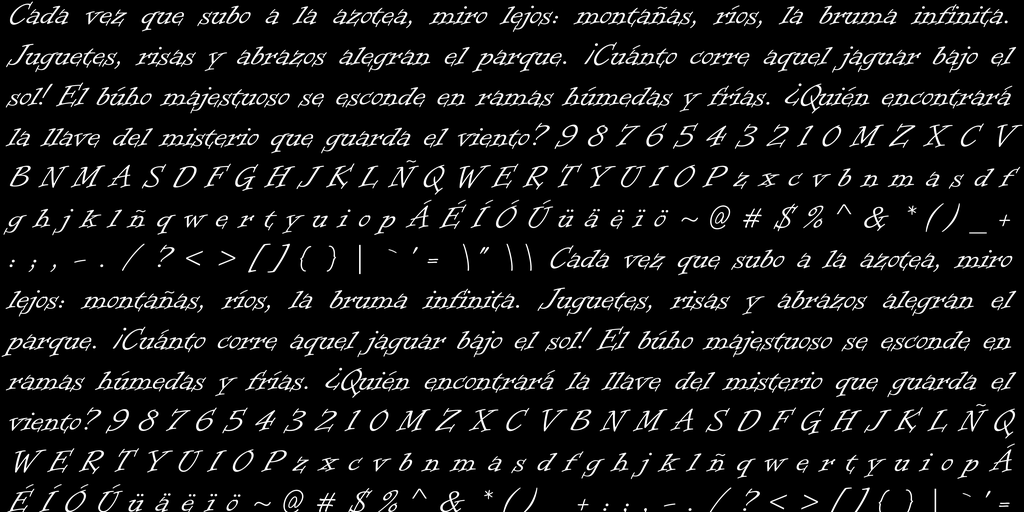 Cada vez que subo a la azotea, miro lejos: montañas, ríos, la bruma infinita.
Juguetes, risas y abrazos alegran el parque. ¡Cuánto corre aquel jaguar bajo el
sol! El búho majestuoso se esconde en ramas húmedas y frías. ¿Quién encontrará
la llave del misterio que guarda el viento? 9 8 7 6 5 4 3 2 1 0 M Z X C V
B N M A S D F G H J K L Ñ Q W E R T Y U I O P z x c v b n m a s d f
g h j k l ñ q w e r t y u i o p Á É Í Ó Ú ü ä ë ï ö ~ @ # $ % ^ & * ( ) _ +
: ; , - . / ? < > [ ] { } | ` ' = \" \\ Cada vez que subo a la azotea, miro
lejos: montañas, ríos, la bruma infinita. Juguetes, risas y abrazos alegran el
parque. ¡Cuánto corre aquel jaguar bajo el sol! El búho majestuoso se esconde en
ramas húmedas y frías. ¿Quién encontrará la llave del misterio que guarda el
viento? 9 8 7 6 5 4 3 2 1 0 M Z X C V B N M A S D F G H J K L Ñ Q
W E R T Y U I O P z x c v b n m a s d f g h j k l ñ q w e r t y u i o p Á
É Í Ó Ú ü ä ë ï ö ~ @ # $ % ^ & * ( ) _ + : ; , - . / ? < > [ ] { } | ` ' =